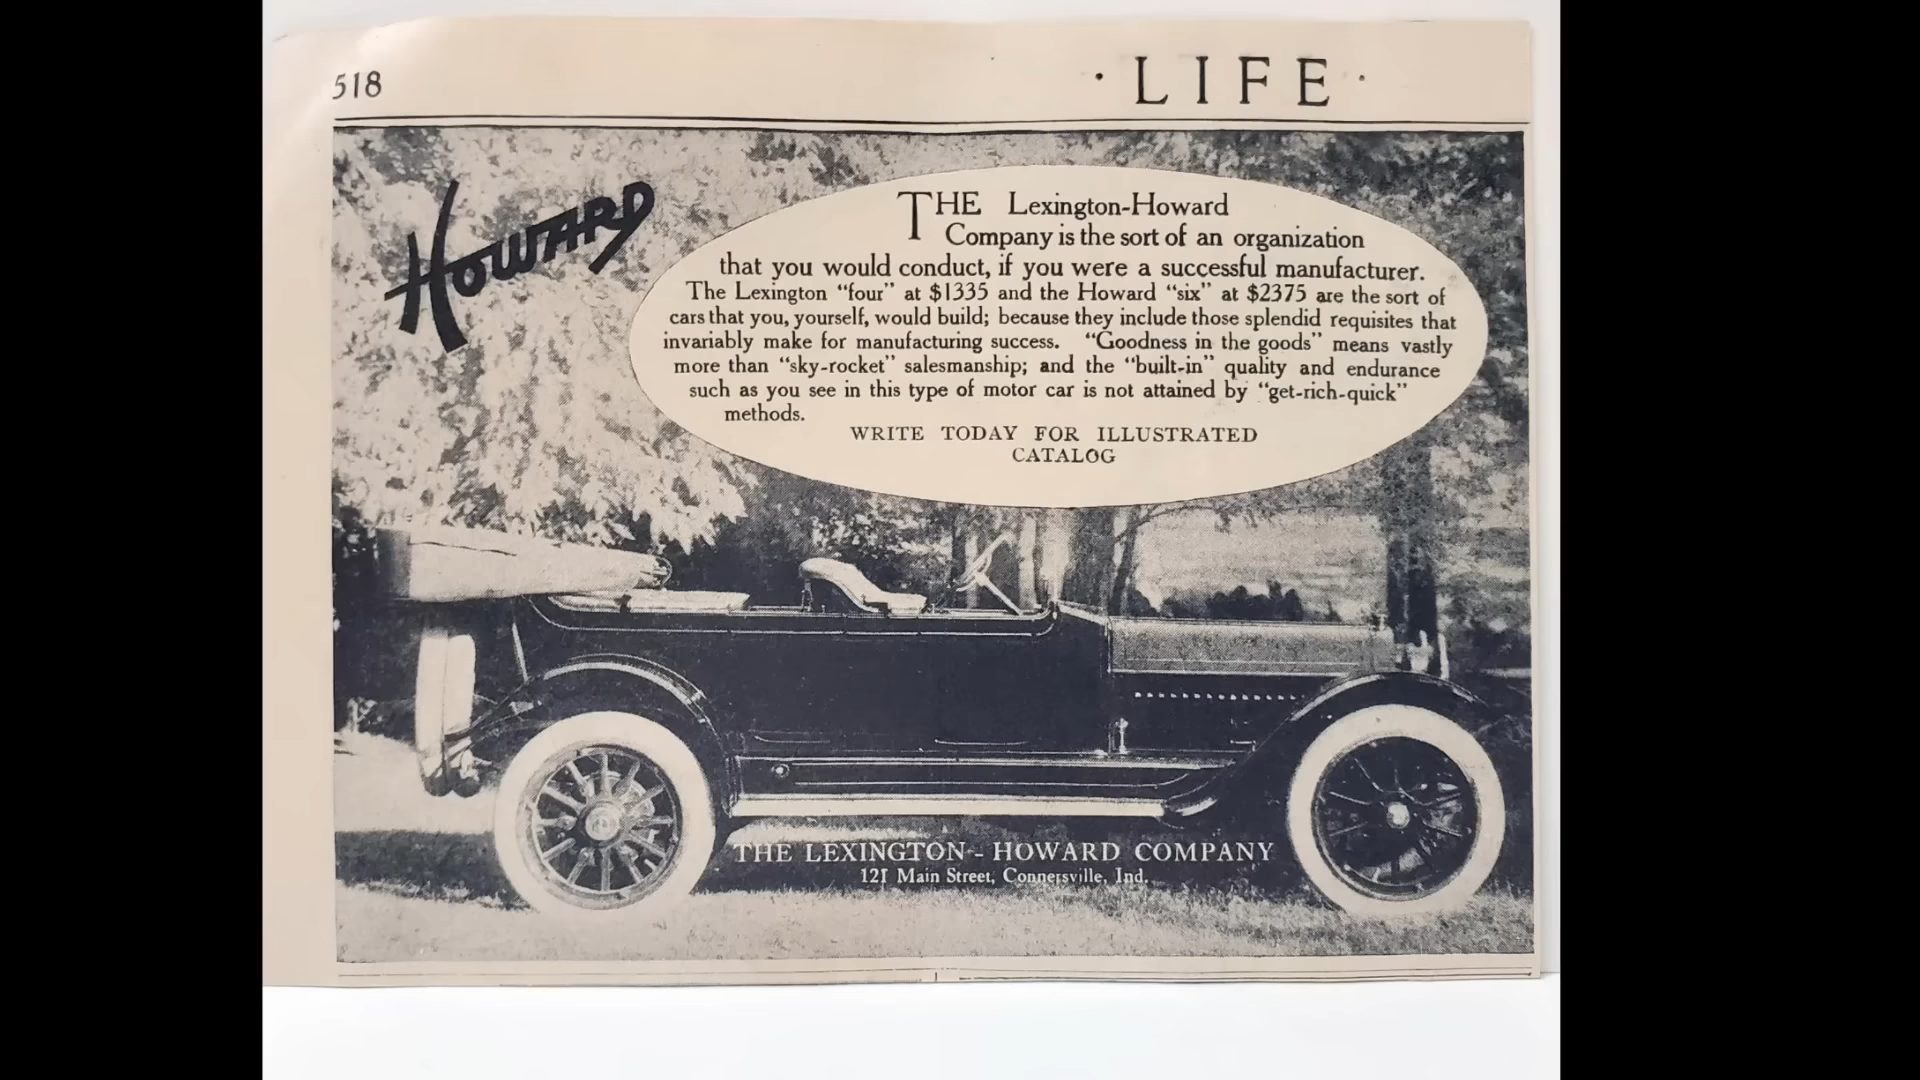 518
· LIFE ·
HOWARD
THE Lexington-Howard
Company is the sort of an organization
that you would conduct, if you were a successful manufacturer.
The Lexington “four” at $1335 and the Howard “six” at $2375 are the sort of
cars that you, yourself, would build; because they include those splendid requisites that
invariably make for manufacturing success. “Goodness in the goods” means vastly
more than “sky-rocket” salesmanship; and the “built-in” quality and endurance
such as you see in this type of motor car is not attained by “get-rich-quick”
methods.
WRITE TODAY FOR ILLUSTRATED
CATALOG
THE LEXINGTON - HOWARD COMPANY
121 Main Street, Connersville, Ind.